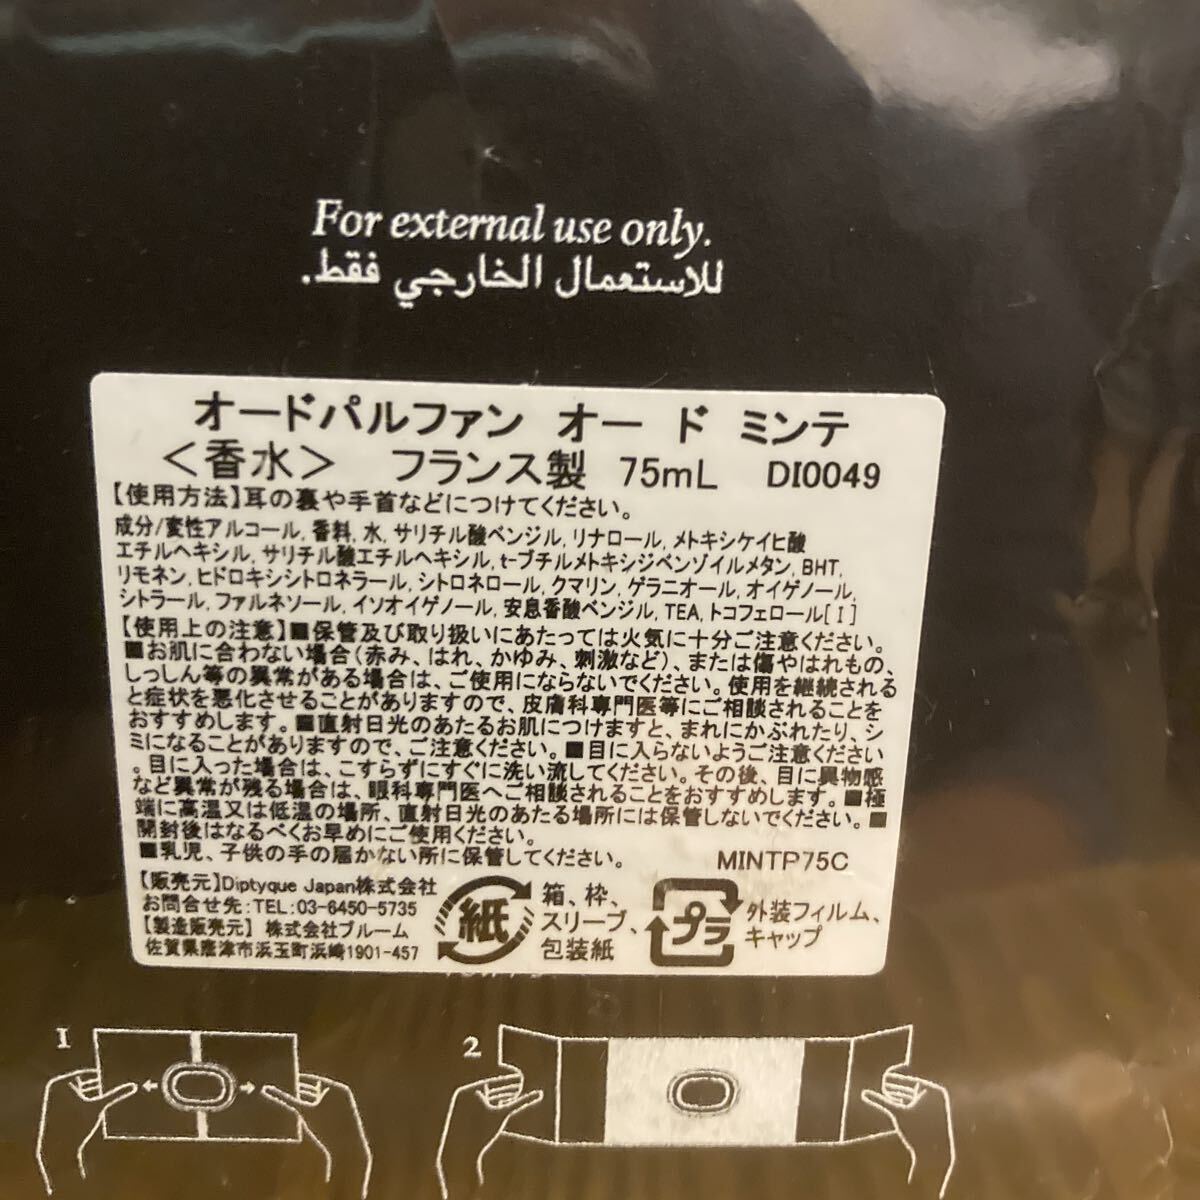 For external use only.
للاستعمال الخارجي فقط.
オードパルファン オー ド ミンテ
＜香水＞ フランス製 75mL DI0049
【使用方法】耳の裏や手首などにつけてください。
成分/変性アルコール, 香料, 水, サリチル酸ベンジル, リナロール, メトキシケイヒ酸
エチルヘキシル, サリチル酸エチルヘキシル, t-ブチルメトキシジベンゾイルメタン, BHT,
リモネン, ヒドロキシシトロネラール, シトロネロール, クマリン, ゲラニオール, オイゲノール,
シトラール, ファルネソール, イソオイゲノール, 安息香酸ベンジル, TEA, トコフェロール[I]
【使用上の注意】■保管及び取り扱いにあたっては火気に十分ご注意ください。
■お肌に合わない場合（赤み、はれ、かゆみ、刺激など）、または傷やはれもの、
しっしん等の異常がある場合は、ご使用にならないでください。使用を継続される
と症状を悪化させることがありますので、皮膚科専門医等にご相談されることを
おすすめします。■直射日光のあたるお肌につけますと、まれにかぶれたり、シ
ミになることがありますので、ご注意ください。■目に入らないようご注意ください
。目に入った場合は、こすらずにすぐに洗い流してください。その後、目に異物感
など異常が残る場合は、眼科専門医へご相談されることをおすすめします。■極
端に高温又は低温の場所、直射日光のあたる場所には保管しないでください。■
開封後はなるべくお早めにご使用ください。
■乳児、子供の手の届かない所に保管してください。 MINTP75C
【販売元】Diptyque Japan株式会社
お問合せ先：TEL:03-6450-5735
【製造販売元】 株式会社ブルーム
佐賀県唐津市浜玉町浜崎1901-457
紙
箱、枠、
スリーブ、
包装紙
プラ
外装フィルム、
キャップ
1
2